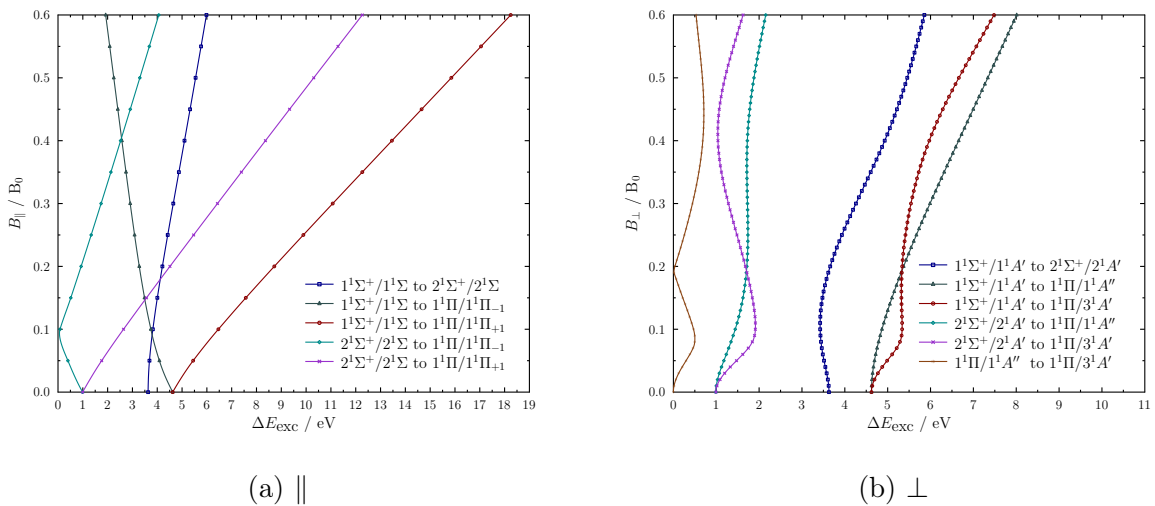 0.6
0.5
0.4
0.3
0.2
0.1
0.0
B∥ / B₀
0 1 2 3 4 5 6 7 8 9 10 11 12 13 14 15 16 17 18 19
ΔE_exc / eV
1¹Σ⁺/1¹Σ to 2¹Σ⁺/2¹Σ
1¹Σ⁺/1¹Σ to 1¹Π/1¹Π₋₁
1¹Σ⁺/1¹Σ to 1¹Π/1¹Π₊₁
2¹Σ⁺/2¹Σ to 1¹Π/1¹Π₋₁
2¹Σ⁺/2¹Σ to 1¹Π/1¹Π₊₁
(a) ∥
0.6
0.5
0.4
0.3
0.2
0.1
0.0
B⊥ / B₀
0 1 2 3 4 5 6 7 8 9 10 11
ΔE_exc / eV
1¹Σ⁺/1¹A′ to 2¹Σ⁺/2¹A′
1¹Σ⁺/1¹A′ to 1¹Π/1¹A″
1¹Σ⁺/1¹A′ to 1¹Π/3¹A′
2¹Σ⁺/2¹A′ to 1¹Π/1¹A″
2¹Σ⁺/2¹A′ to 1¹Π/3¹A′
1¹Π/1¹A″ to 1¹Π/3¹A′
(b) ⊥